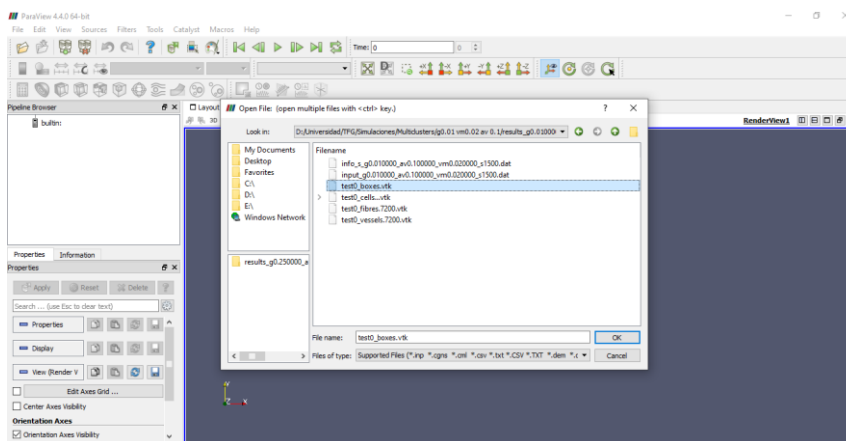 ParaView 4.4.0 64-bit
File Edit View Sources Filters Tools Catalyst Macros Help
Time: 0
0
Pipeline Browser
builtin:
Layout
3D
RenderView1
Open File: (open multiple files with <ctrl> key.)
Look in: D:/Universidad/TFG/Simulaciones/Multiclusters/g0.01 vm0.02 av 0.1/results_g0.01000
My Documents
Desktop
Favorites
C:\
D:\
E:\
Windows Network
results_g0.250000_a
Filename
info_s_g0.010000_av0.100000_vm0.020000_s1500.dat
input_g0.010000_av0.100000_vm0.020000_s1500.dat
test0_boxes.vtk
test0_cells...vtk
test0_fibres.7200.vtk
test0_vessels.7200.vtk
File name: test0_boxes.vtk
OK
Files of type: Supported Files (*.inp *.cgns *.cml *.csv *.txt *.CSV *.TXT *.dem *.(
Cancel
Properties Information
Properties
Apply Reset Delete ?
Search ... (use Esc to clear text)
Properties
Display
View (Render V
Edit Axes Grid ...
Center Axes Visibility
Orientation Axes
Orientation Axes Visibility
Y
Z X